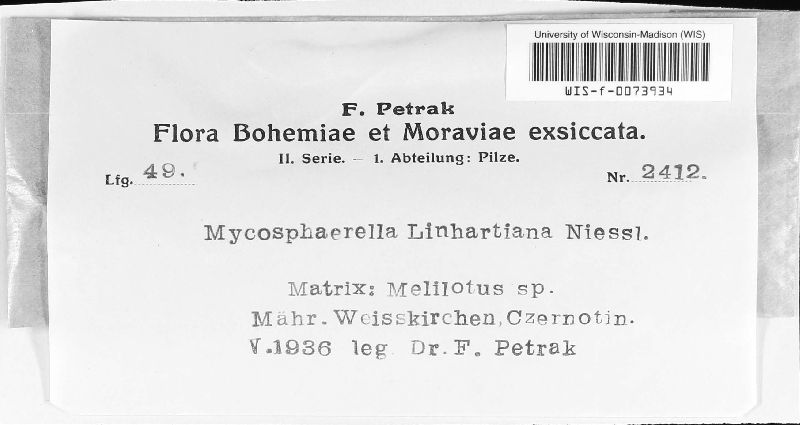 University of Wisconsin-Madison (WIS)
WIS-f-0073934
F. Petrak
Flora Bohemiae et Moraviae exsiccata.
II. Serie. — 1. Abteilung: Pilze.
Lfg. 49.
Nr. 2412.
Mycosphaerella Linhartiana Niessl.
Matrix: Melilotus sp.
Mähr. Weisskirchen, Czernotin.
V.1936 leg. Dr. F. Petrak